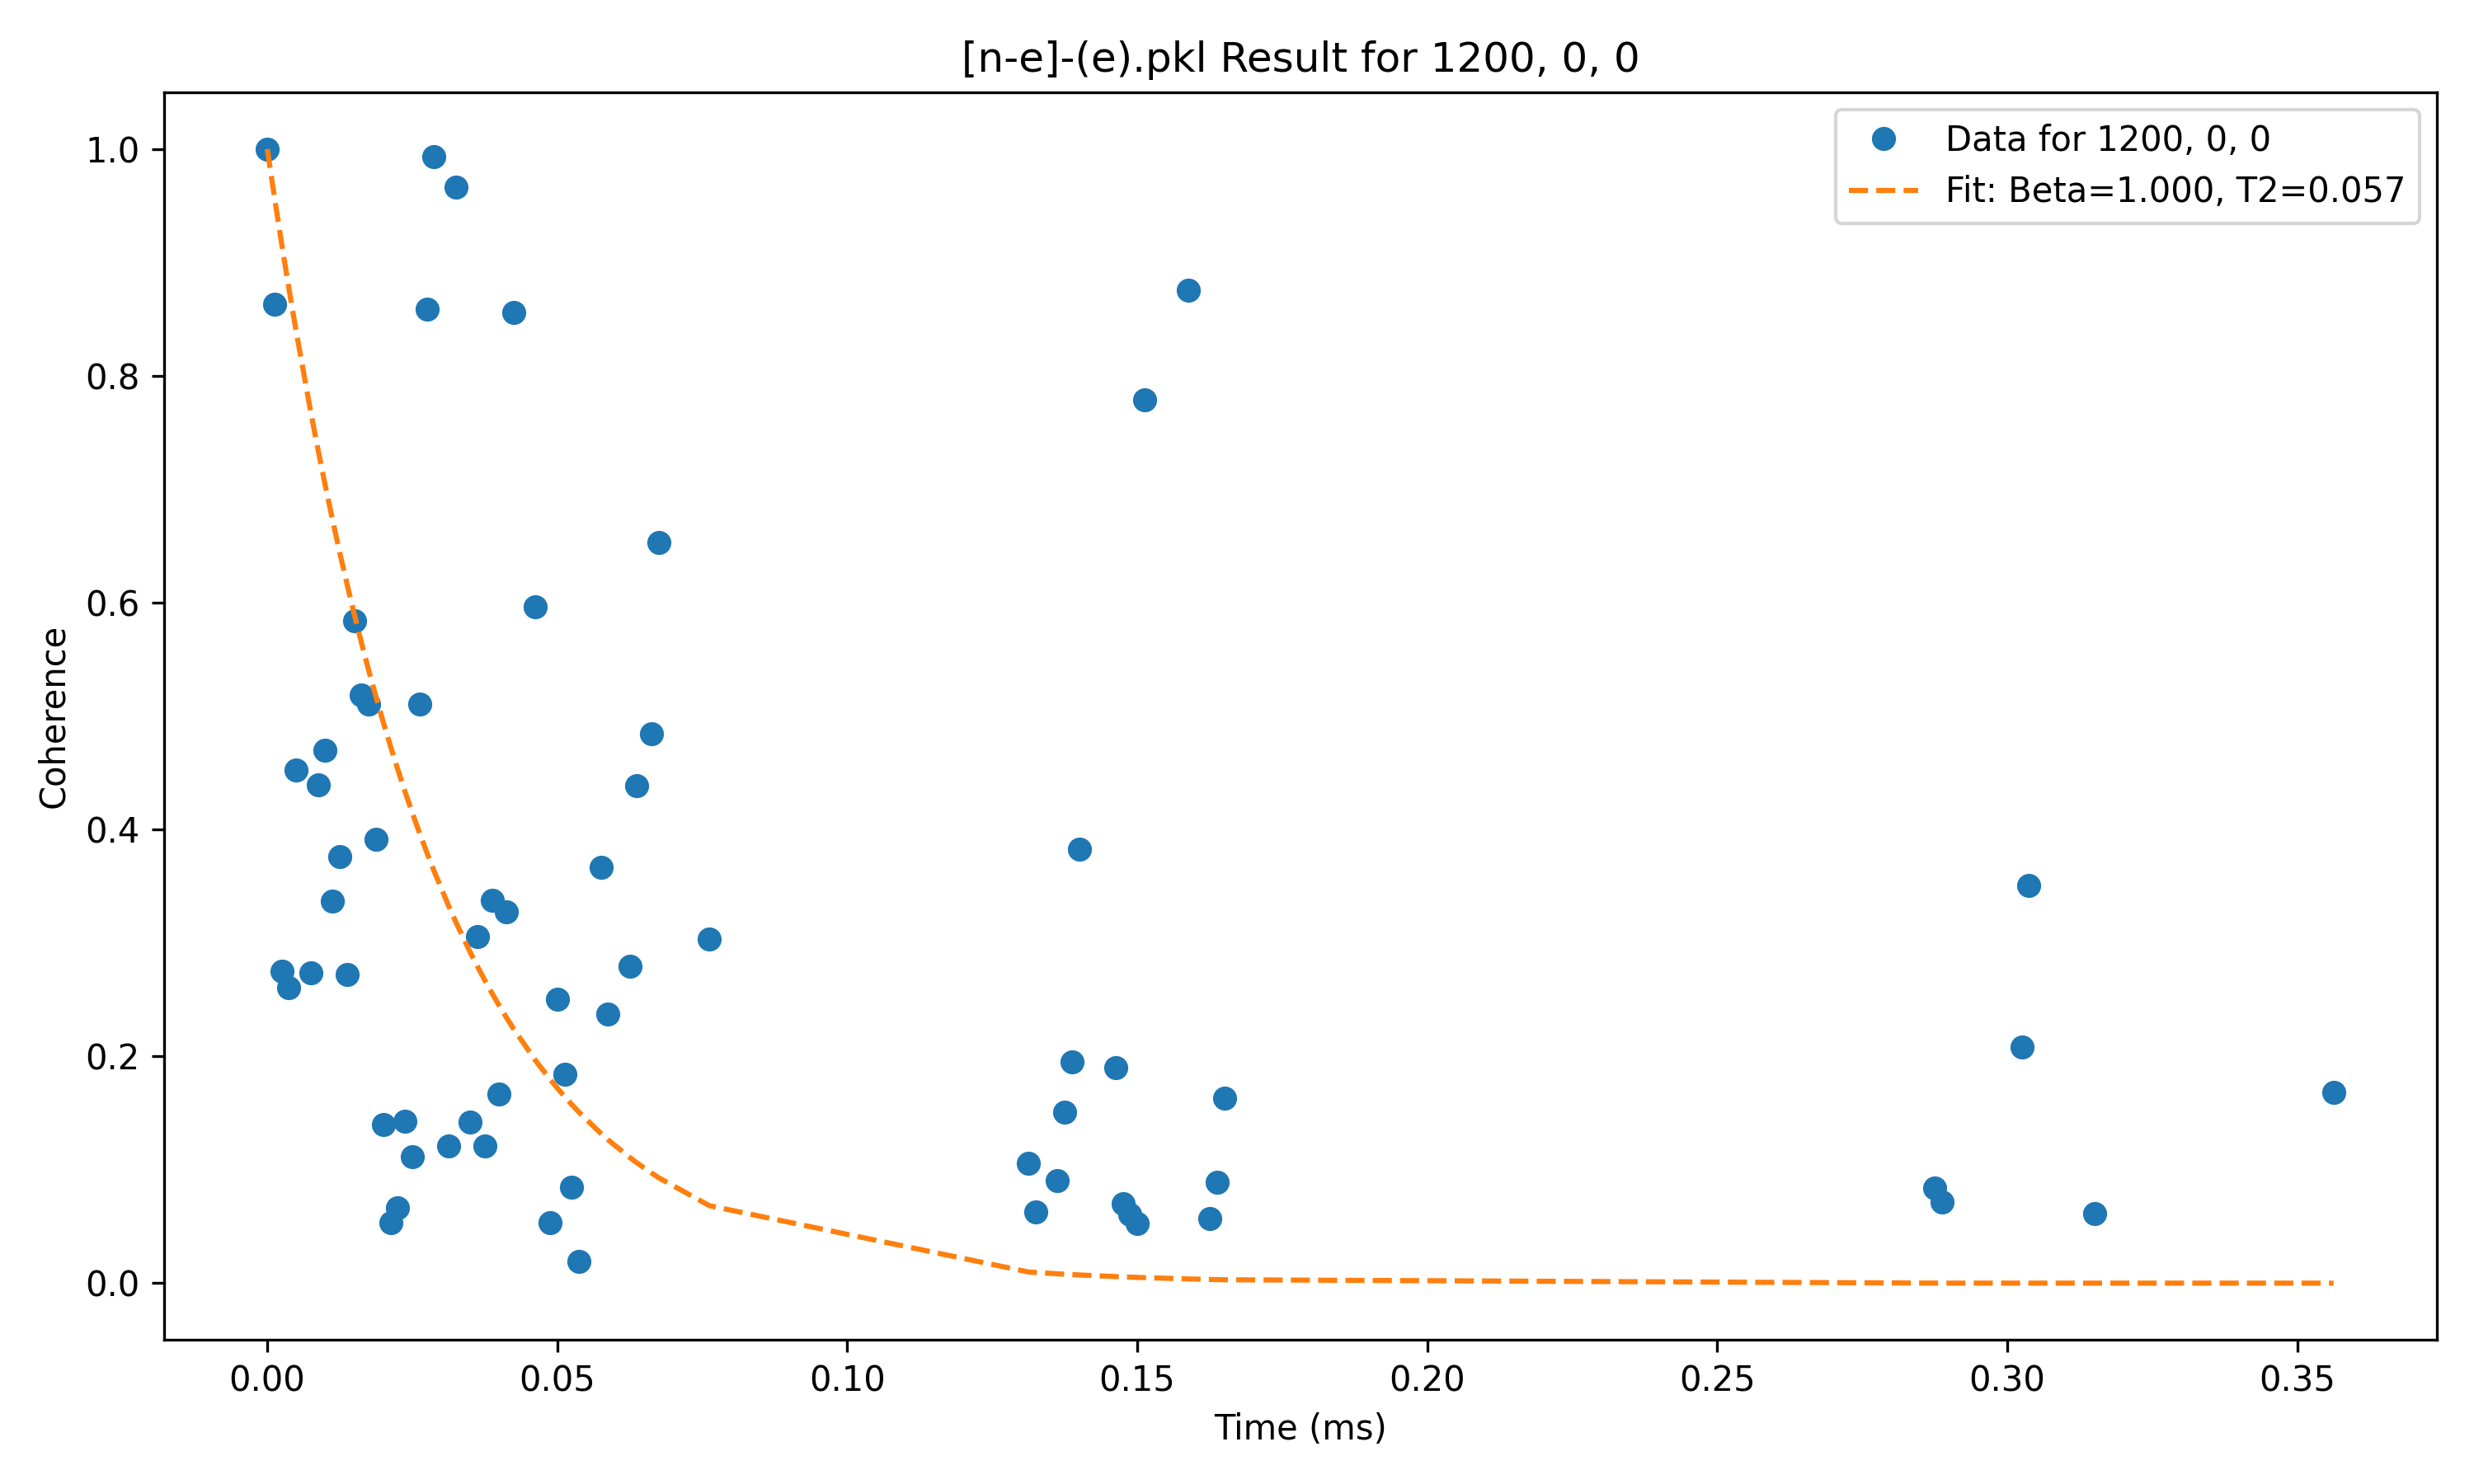 [n-e]-(e).pkl Result for 1200, 0, 0
Data for 1200, 0, 0
Fit: Beta=1.000, T2=0.057
Coherence
1.0
0.8
0.6
0.4
0.2
0.0
0.00 0.05 0.10 0.15 0.20 0.25 0.30 0.35
Time (ms)